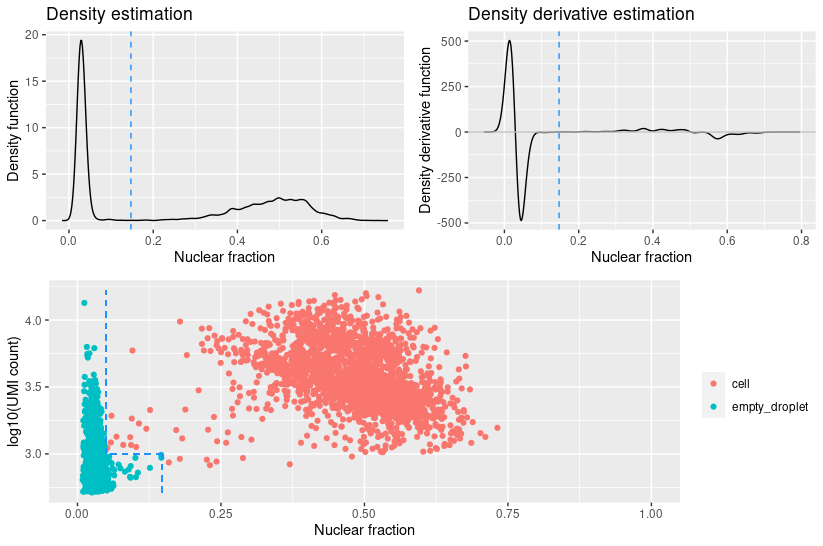 Density estimation
20
15
10
5
0
Density function
0.0 0.2 0.4 0.6
Nuclear fraction
Density derivative estimation
500
250
0
-250
-500
Density derivative function
0.0 0.2 0.4 0.6 0.8
Nuclear fraction
4.0
3.5
3.0
log10(UMI count)
0.00 0.25 0.50 0.75 1.00
Nuclear fraction
cell
empty_droplet